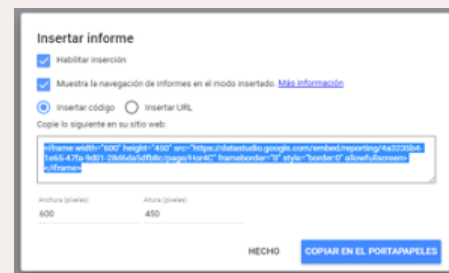 Insertar informe
Habilitar inserción
Muestra la navegación de informes en el modo insertado. Más información
Insertar código Insertar URL
Copie lo siguiente en su sitio web:
<iframe width="600" height="450" src="https://datastudio.google.com/embed/reporting/
frameborder="0" style="border:0" allowfullscreen>
</iframe>
Anchura (píxeles) Altura (píxeles)
600 450
HECHO COPIAR EN EL PORTAPAPELES